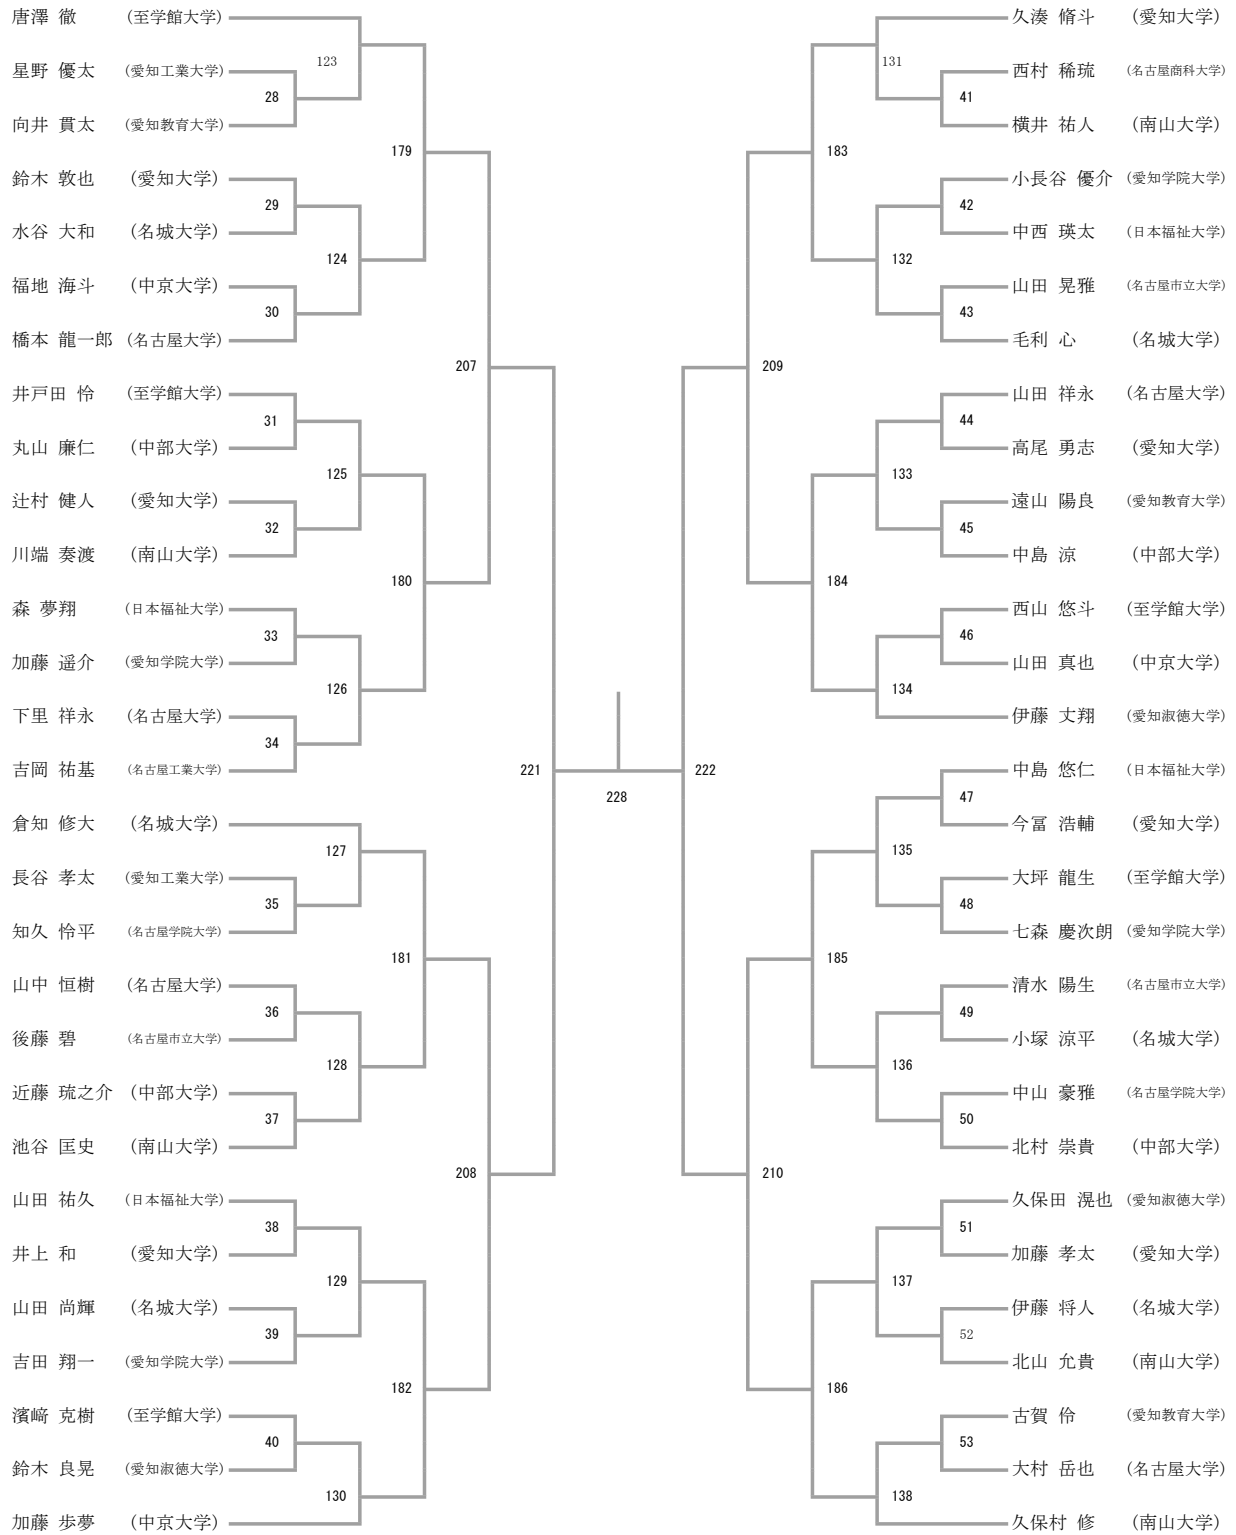 唐澤 徹 (至学館大学)
123
星野 優太 (愛知工業大学)
28
向井 貫太 (愛知教育大学)
179
鈴木 敦也 (愛知大学)
29
水谷 大和 (名城大学)
124
福地 海斗 (中京大学)
30
橋本 龍一郎 (名古屋大学)
207
井戸田 怜 (至学館大学)
31
丸山 廉仁 (中部大学)
125
辻村 健人 (愛知大学)
32
川端 奏渡 (南山大学)
180
森 夢翔 (日本福祉大学)
33
加藤 遥介 (愛知学院大学)
126
下里 祥永 (名古屋大学)
34
吉岡 祐基 (名古屋工業大学)
221
倉知 修大 (名城大学)
127
長谷 孝太 (愛知工業大学)
35
知久 怜平 (名古屋学院大学)
181
山中 恒樹 (名古屋大学)
36
後藤 碧 (名古屋市立大学)
128
近藤 琉之介 (中部大学)
37
池谷 匡史 (南山大学)
208
山田 祐久 (日本福祉大学)
38
井上 和 (愛知大学)
129
山田 尚輝 (名城大学)
39
吉田 翔一 (愛知学院大学)
182
濱﨑 克樹 (至学館大学)
40
鈴木 良晃 (愛知淑徳大学)
130
加藤 歩夢 (中京大学)
228
久湊 脩斗 (愛知大学)
131
西村 稀琉 (名古屋商科大学)
41
横井 祐人 (南山大学)
183
小長谷 優介 (愛知学院大学)
42
中西 瑛太 (日本福祉大学)
132
山田 晃雅 (名古屋市立大学)
43
毛利 心 (名城大学)
209
山田 祥永 (名古屋大学)
44
高尾 勇志 (愛知大学)
133
遠山 陽良 (愛知教育大学)
45
中島 涼 (中部大学)
184
西山 悠斗 (至学館大学)
46
山田 真也 (中京大学)
134
伊藤 丈翔 (愛知淑徳大学)
222
中島 悠仁 (日本福祉大学)
47
今冨 浩輔 (愛知大学)
135
大坪 龍生 (至学館大学)
48
七森 慶次朗 (愛知学院大学)
185
清水 陽生 (名古屋市立大学)
49
小塚 涼平 (名城大学)
136
中山 豪雅 (名古屋学院大学)
50
北村 崇貴 (中部大学)
210
久保田 滉也 (愛知淑徳大学)
51
加藤 孝太 (愛知大学)
137
伊藤 将人 (名城大学)
52
北山 允貴 (南山大学)
186
古賀 伶 (愛知教育大学)
53
大村 岳也 (名古屋大学)
138
久保村 修 (南山大学)